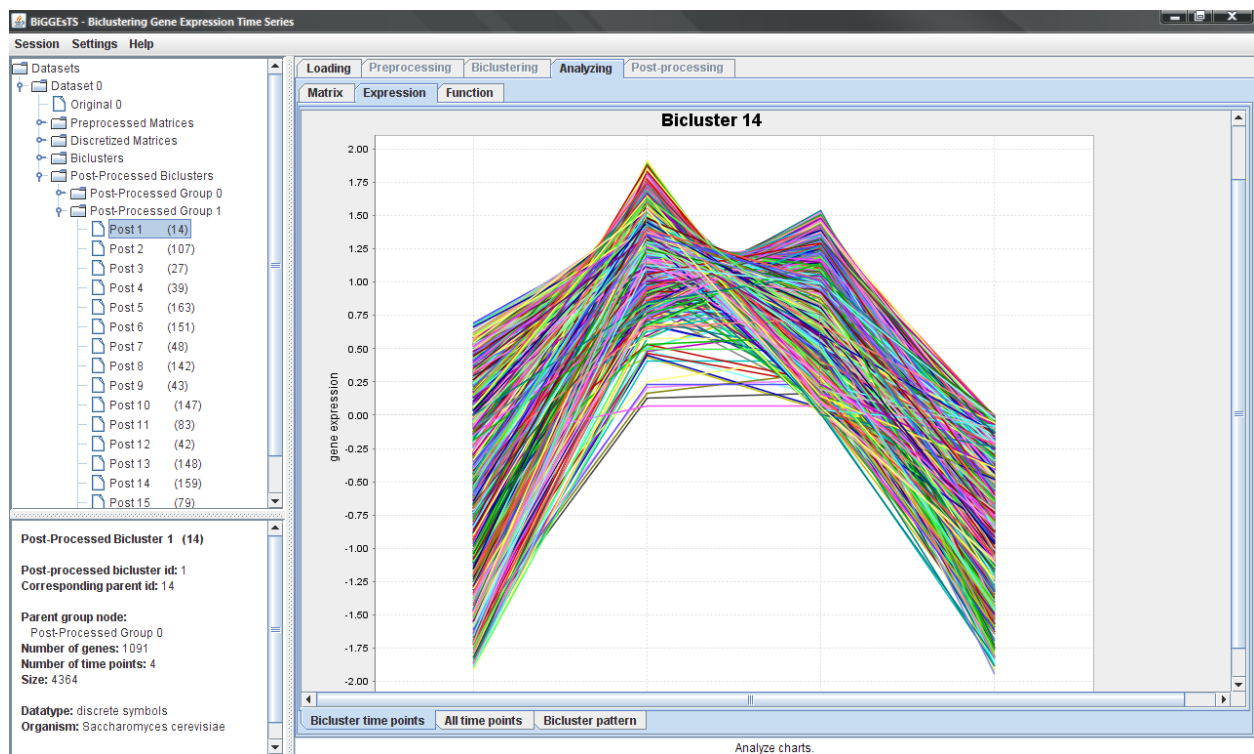 BiGGEsTS - Biclustering Gene Expression Time Series
Session Settings Help
Datasets
Dataset 0
Original 0
Preprocessed Matrices
Discretized Matrices
Biclusters
Post-Processed Biclusters
Post-Processed Group 0
Post-Processed Group 1
Post 1 (14)
Post 2 (107)
Post 3 (27)
Post 4 (39)
Post 5 (163)
Post 6 (151)
Post 7 (48)
Post 8 (142)
Post 9 (43)
Post 10 (147)
Post 11 (83)
Post 12 (42)
Post 13 (148)
Post 14 (159)
Post 15 (79)
Post-Processed Bicluster 1 (14)
Post-processed bicluster id: 1
Corresponding parent id: 14
Parent group node:
Post-Processed Group 0
Number of genes: 1091
Number of time points: 4
Size: 4364
Datatype: discrete symbols
Organism: Saccharomyces cerevisiae
Loading Preprocessing Biclustering Analyzing Post-processing
Matrix Expression Function
Bicluster 14
2.00
1.75
1.50
1.25
1.00
0.75
0.50
0.25
0.00
-0.25
-0.50
-0.75
-1.00
-1.25
-1.50
-1.75
-2.00
gene expression
Bicluster time points All time points Bicluster pattern
Analyze charts.